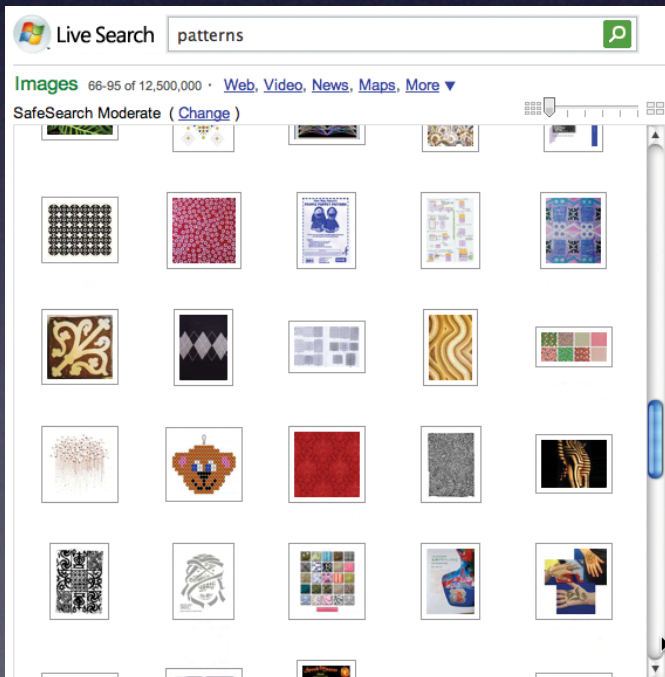 Live Search patterns
Images 66-95 of 12,500,000 · Web, Video, News, Maps, More ▼
SafeSearch Moderate ( Change )